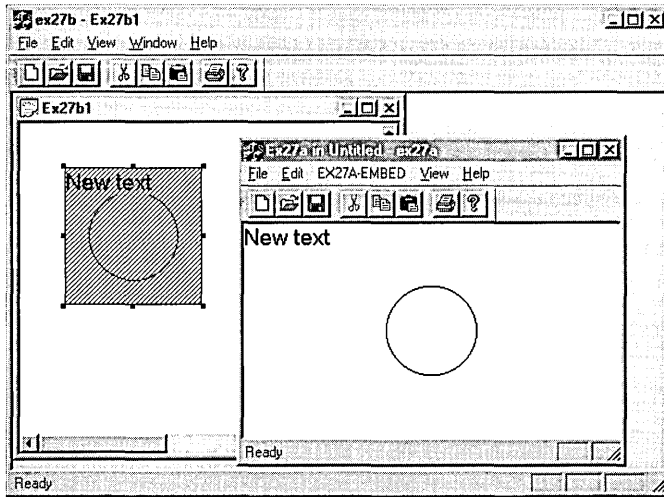 ex27b - Ex27b1
File Edit View Window Help
Ex27b1
New text
Ex27a in Untitled - ex27a
File Edit EX27A-EMBED View Help
New text
Ready
Ready